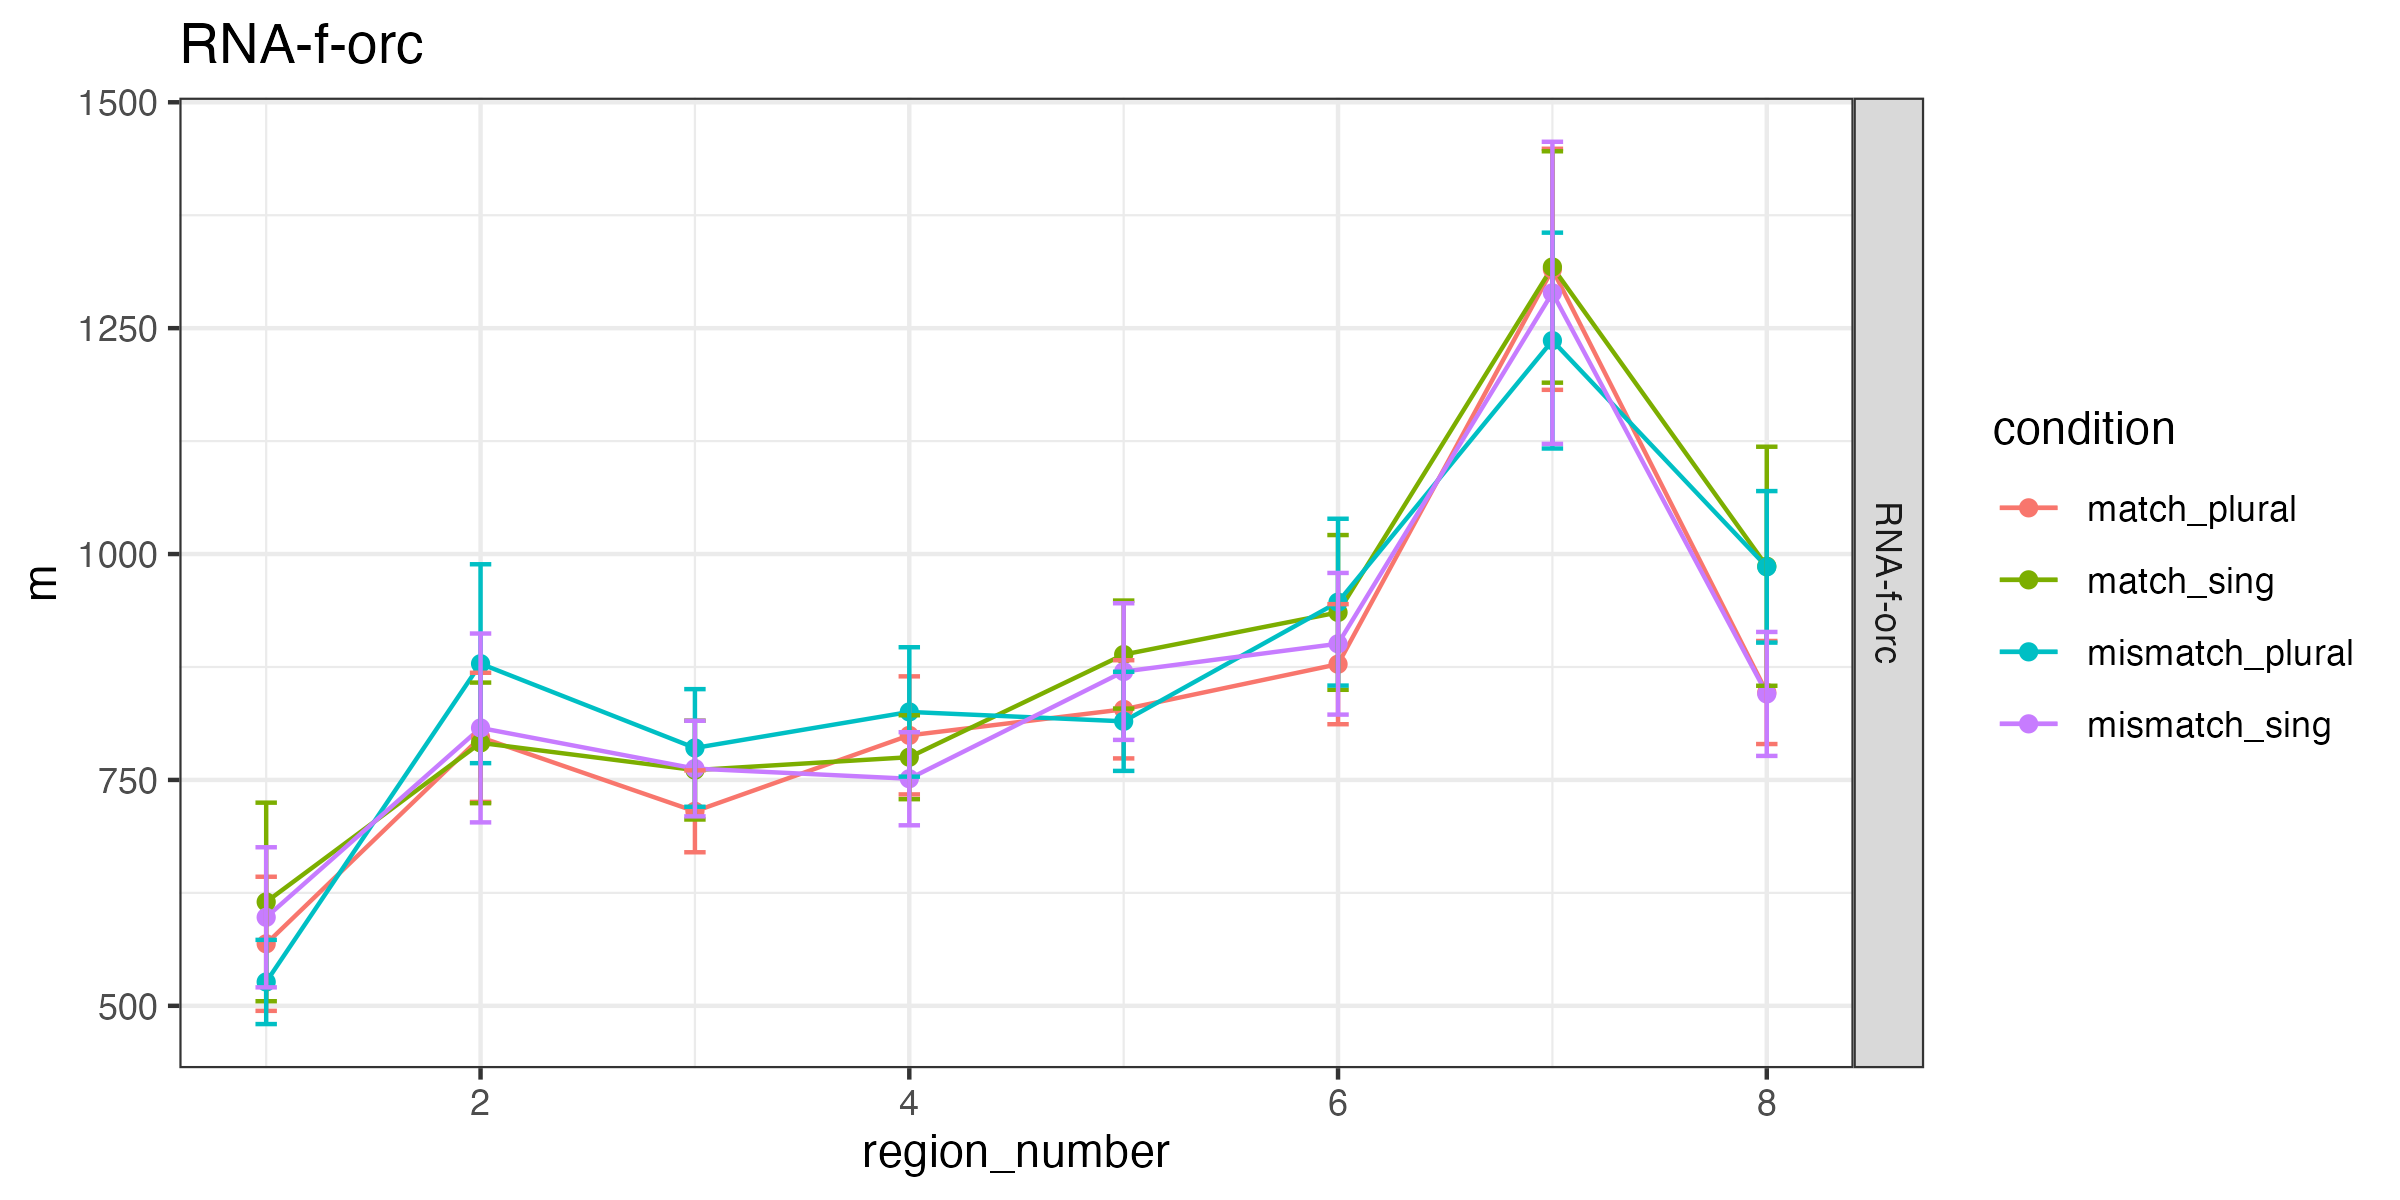 RNA-f-orc
1500
1250
1000
750
500
m
2 4 6 8
region_number
RNA-f-orc
condition
match_plural
match_sing
mismatch_plural
mismatch_sing